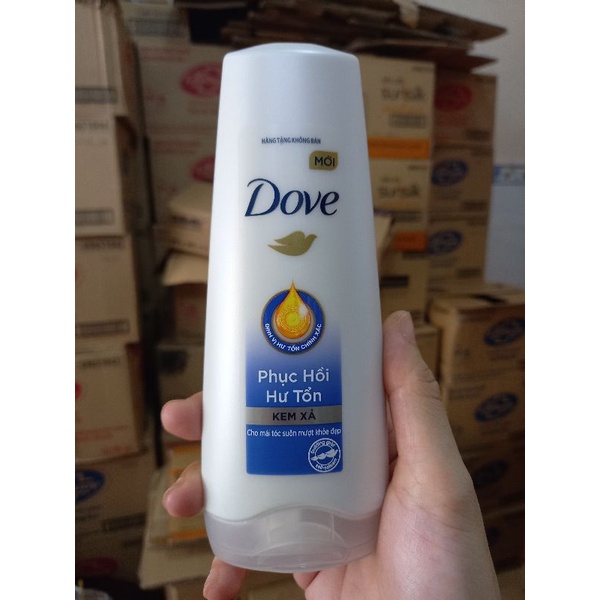 HÀNG TẶNG KHÔNG BÁN
MỚI
Dove
ĐỊNH VỊ HƯ TỔN CHÍNH XÁC
Phục Hồi
Hư Tổn
KEM XẢ
Cho mái tóc suôn mượt khỏe đẹp